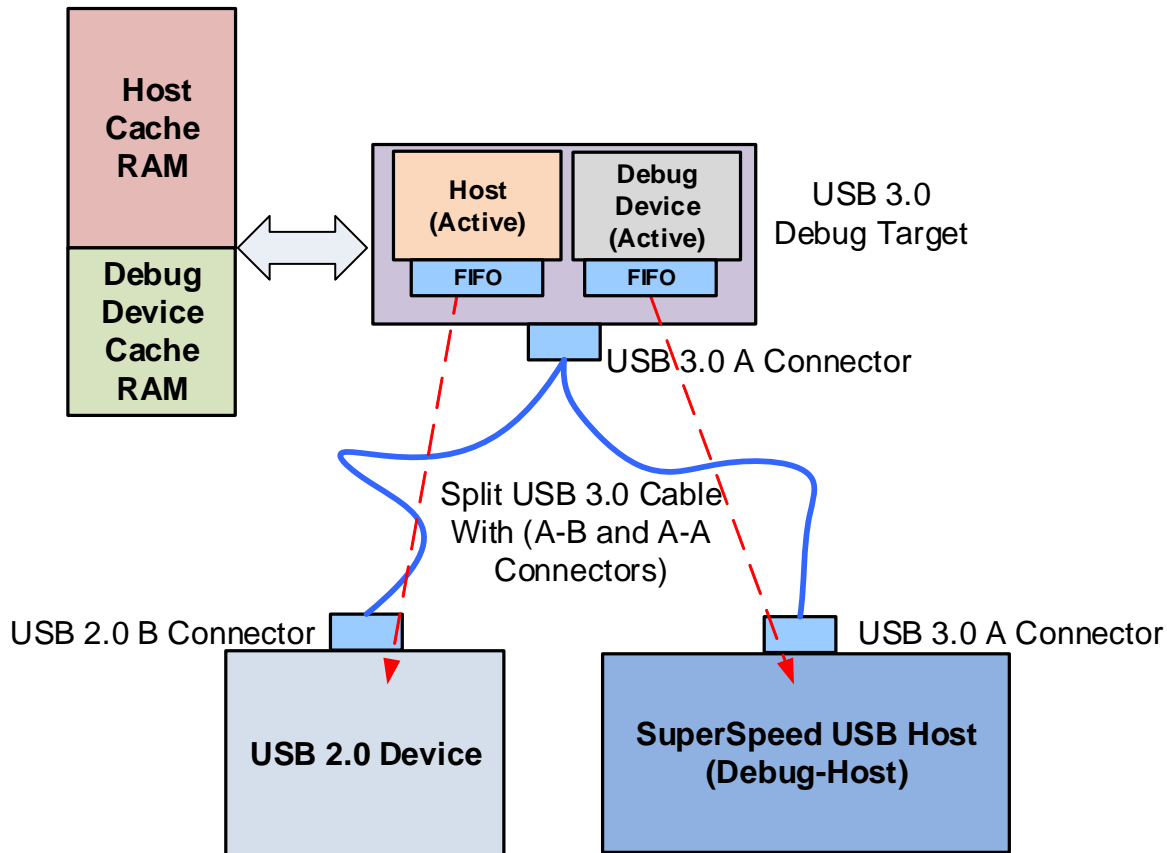 Host
Cache
RAM
Debug
Device
Cache
RAM
Host
(Active)
FIFO
Debug
Device
(Active)
FIFO
USB 3.0
Debug Target
USB 3.0 A Connector
Split USB 3.0 Cable
With (A-B and A-A
Connectors)
USB 2.0 B Connector
USB 3.0 A Connector
USB 2.0 Device
SuperSpeed USB Host
(Debug-Host)